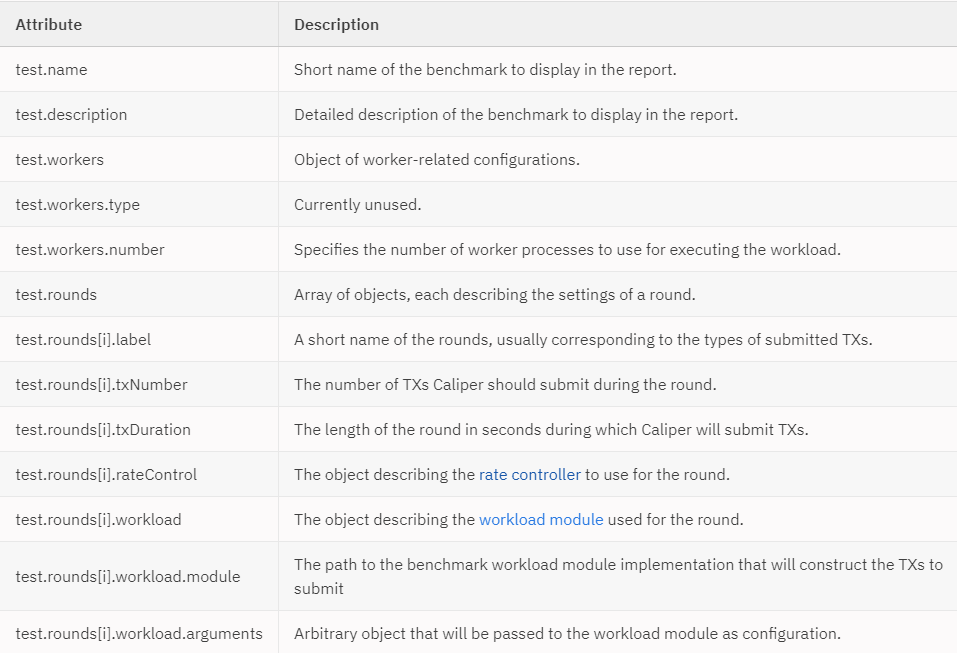 Attribute Description
test.name Short name of the benchmark to display in the report.
test.description Detailed description of the benchmark to display in the report.
test.workers Object of worker-related configurations.
test.workers.type Currently unused.
test.workers.number Specifies the number of worker processes to use for executing the workload.
test.rounds Array of objects, each describing the settings of a round.
test.rounds[i].label A short name of the rounds, usually corresponding to the types of submitted TXs.
test.rounds[i].txNumber The number of TXs Caliper should submit during the round.
test.rounds[i].txDuration The length of the round in seconds during which Caliper will submit TXs.
test.rounds[i].rateControl The object describing the rate controller to use for the round.
test.rounds[i].workload The object describing the workload module used for the round.
test.rounds[i].workload.module The path to the benchmark workload module implementation that will construct the TXs to
submit
test.rounds[i].workload.arguments Arbitrary object that will be passed to the workload module as configuration.